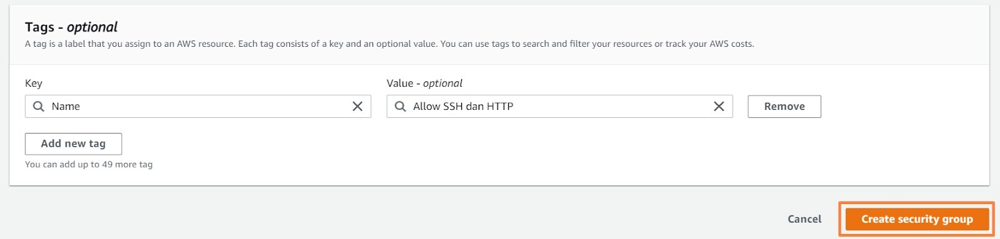 Tags - optional
A tag is a label that you assign to an AWS resource. Each tag consists of a key and an optional value. You can use tags to search and filter your resources or track your AWS costs.
Key
Value - optional
Name
Allow SSH dan HTTP
Remove
Add new tag
You can add up to 49 more tag
Cancel
Create security group